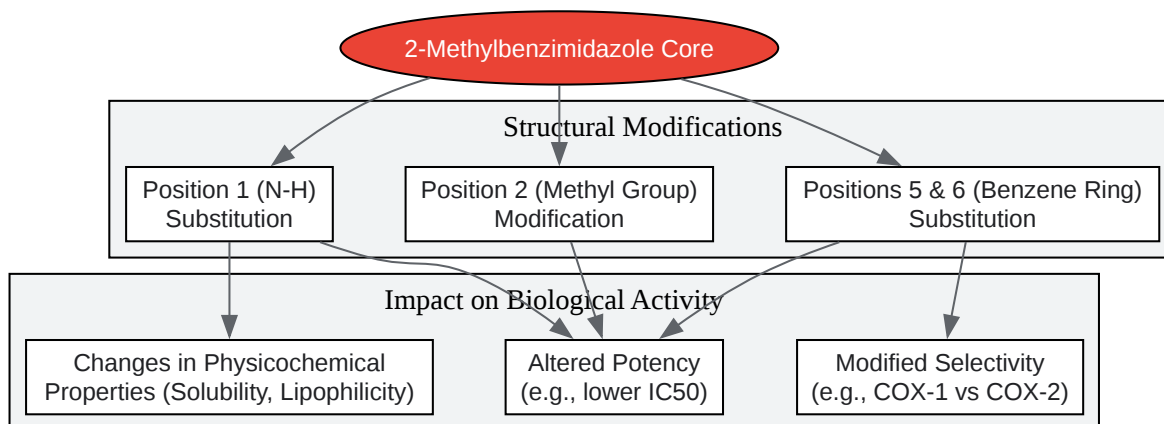 2-Methylbenzimidazole Core
Structural Modifications
Position 1 (N-H)
Substitution
Position 2 (Methyl Group)
Modification
Positions 5 & 6 (Benzene Ring)
Substitution
Impact on Biological Activity
Changes in Physicochemical
Properties (Solubility, Lipophilicity)
Altered Potency
(e.g., lower IC50)
Modified Selectivity
(e.g., COX-1 vs COX-2)